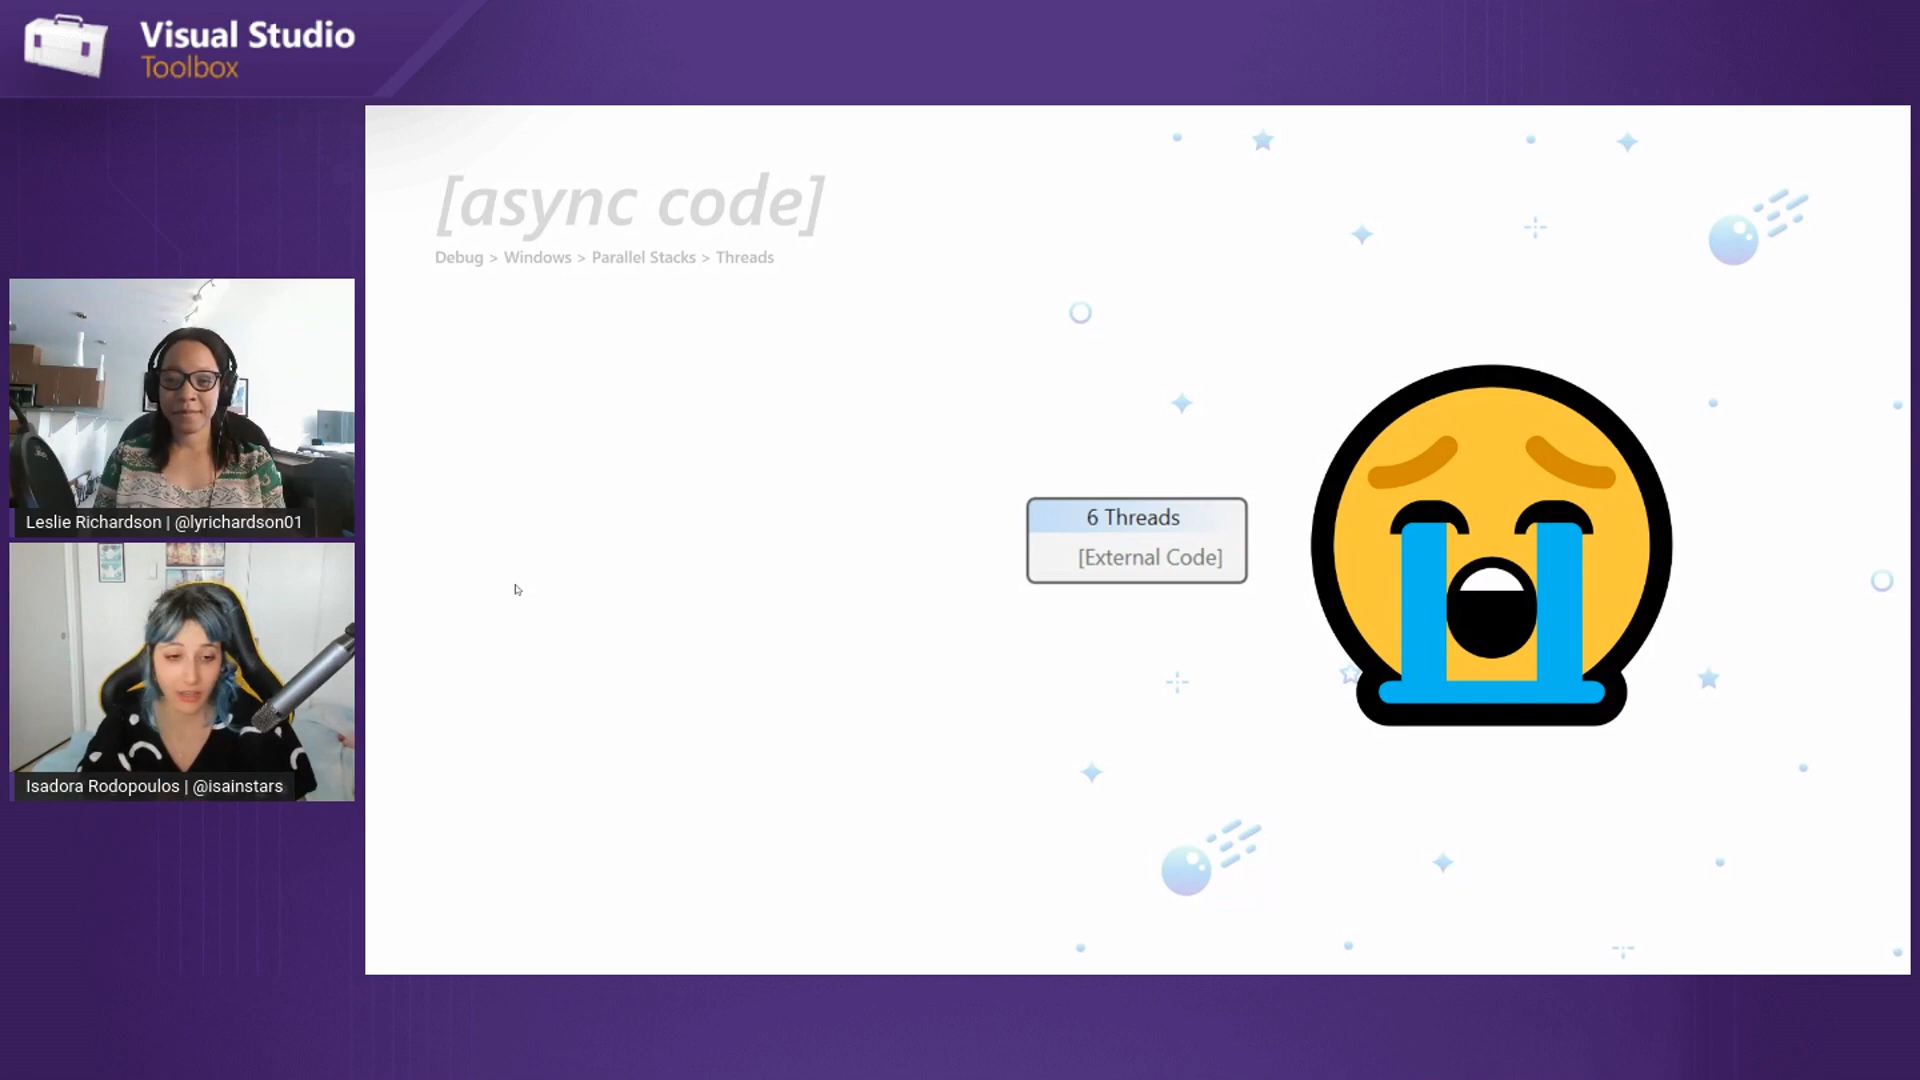 Visual Studio
Toolbox
[async code]
Debug > Windows > Parallel Stacks > Threads
6 Threads
[External Code]
Leslie Richardson | @lyrichardson01
Isadora Rodopoulos | @isainstars